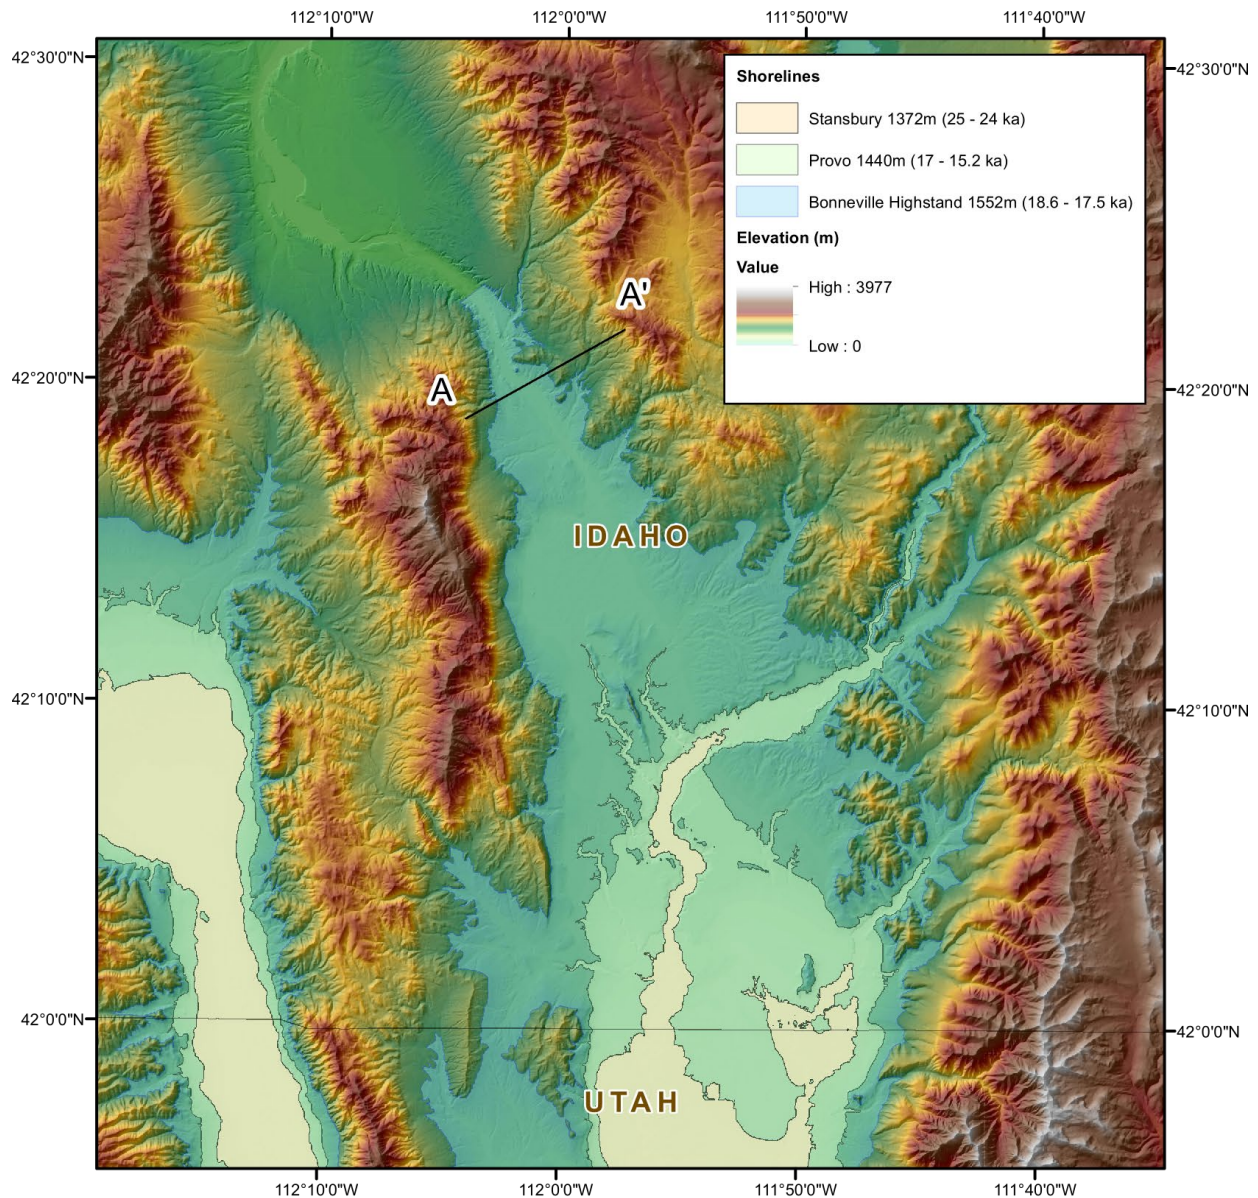 112°10'0"W 112°0'0"W 111°50'0"W 111°40'0"W
42°30'0"N 42°30'0"N
Shorelines
Stansbury 1372m (25 - 24 ka)
Provo 1440m (17 - 15.2 ka)
Bonneville Highstand 1552m (18.6 - 17.5 ka)
Elevation (m)
Value
High : 3977
Low : 0
A'
A
42°20'0"N 42°20'0"N
IDAHO
42°10'0"N 42°10'0"N
42°0'0"N 42°0'0"N
UTAH
112°10'0"W 112°0'0"W 111°50'0"W 111°40'0"W